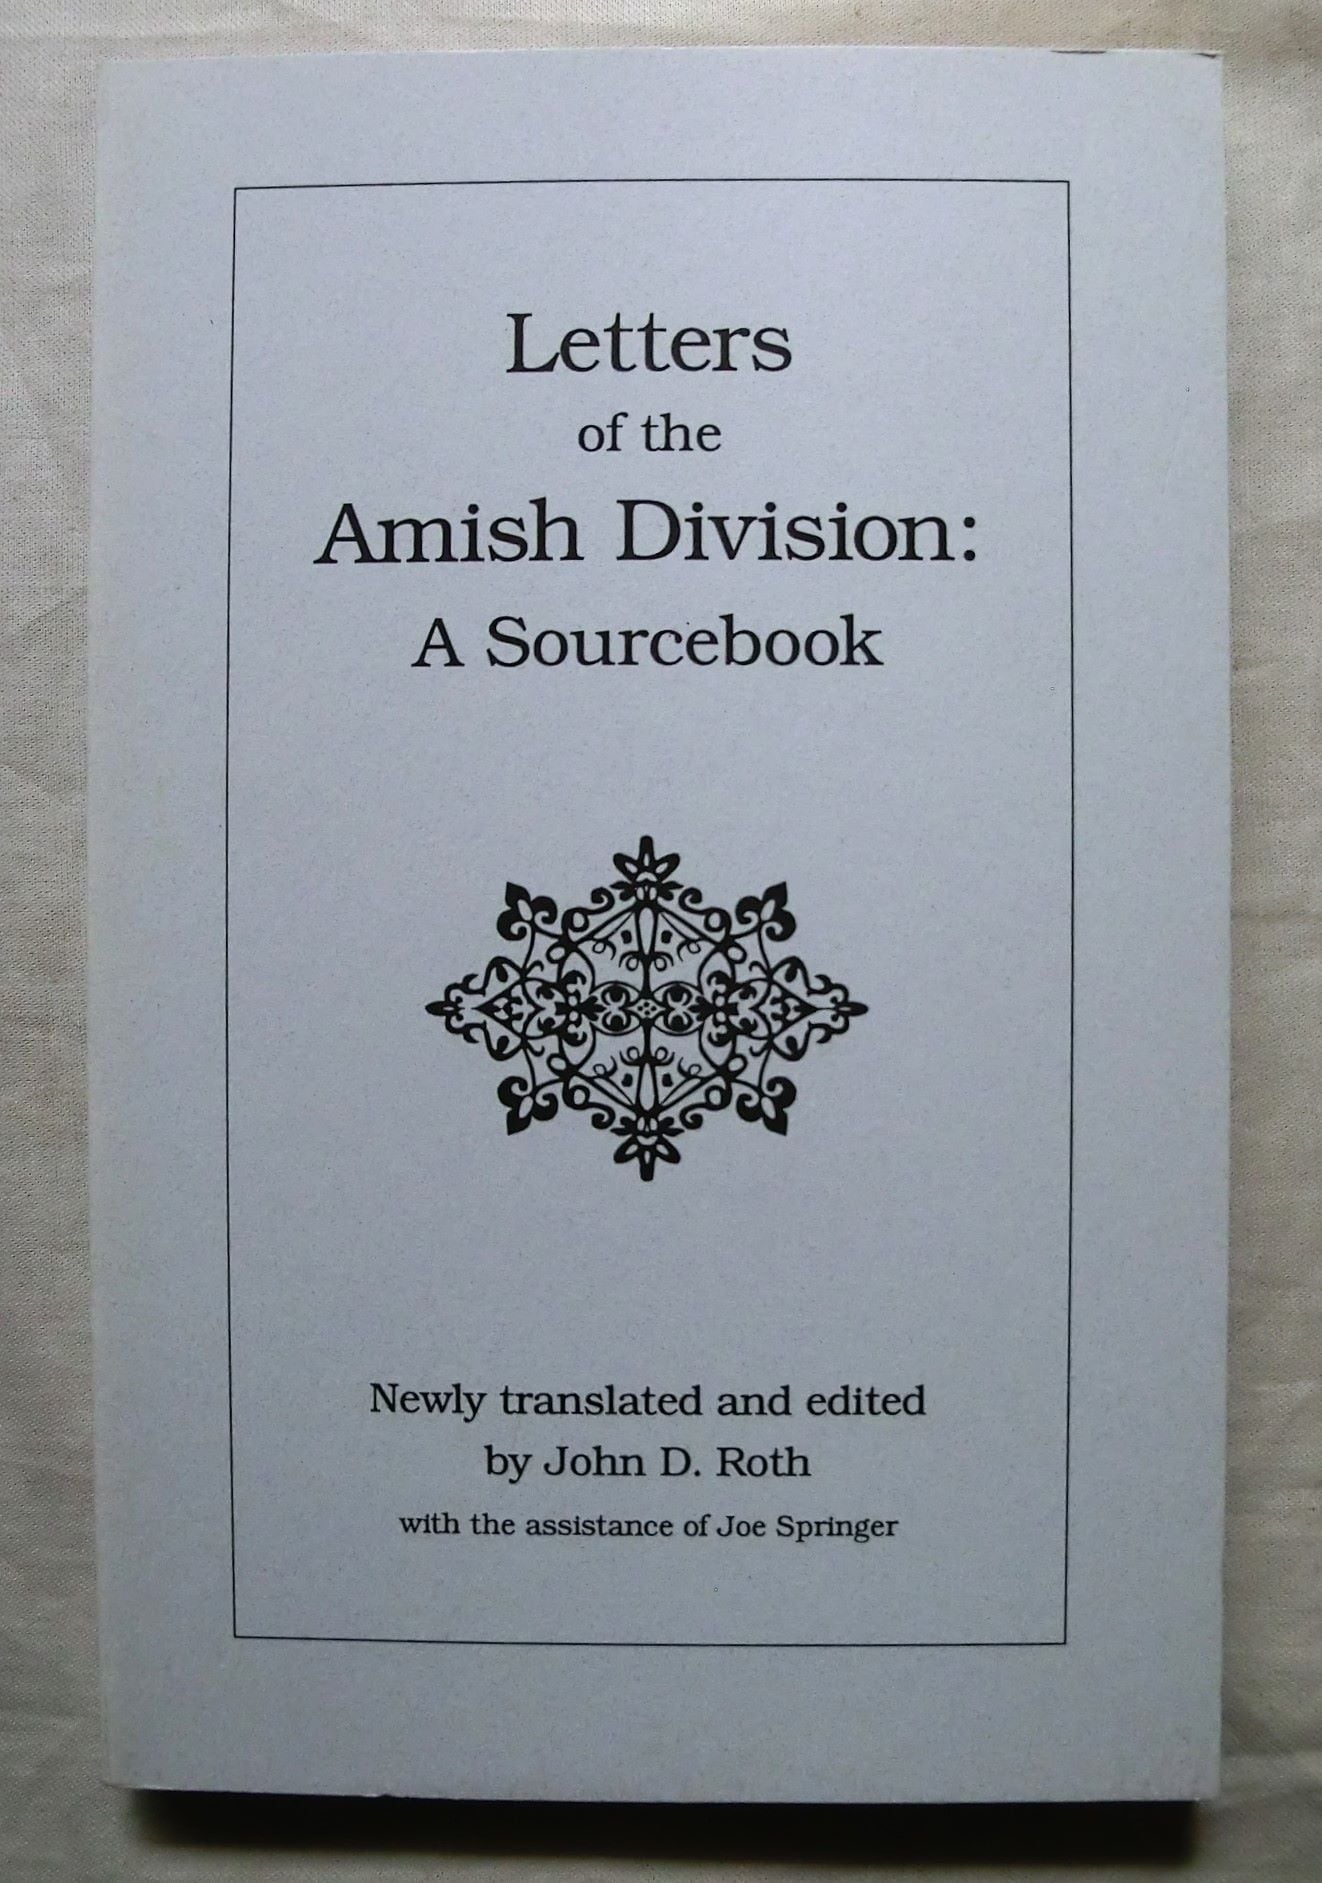 Letters
of the
Amish Division:
A Sourcebook
Newly translated and edited
by John D. Roth
with the assistance of Joe Springer